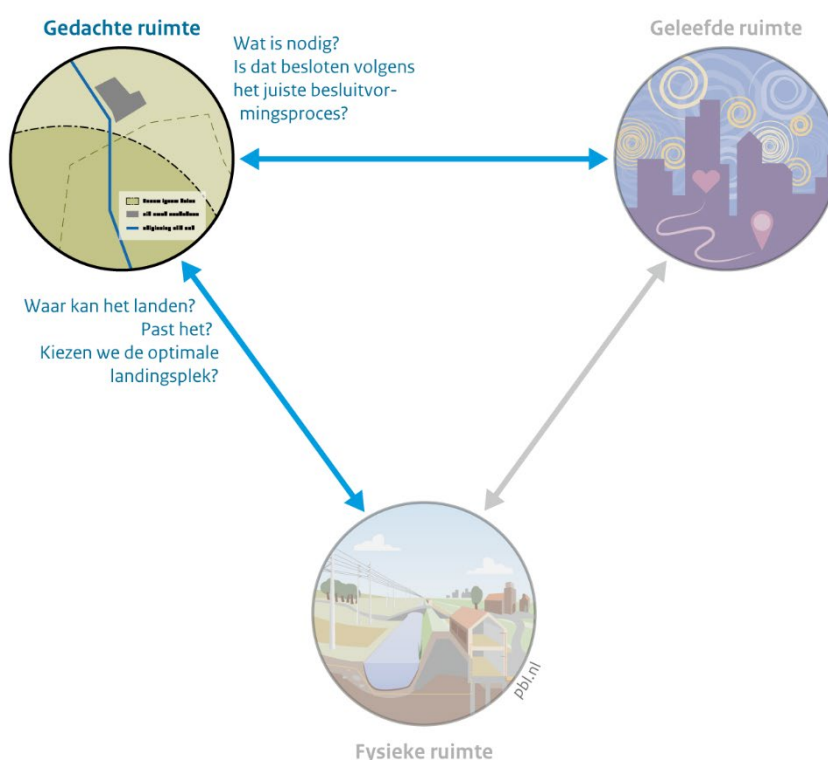 Gedachte ruimte
Geleefde ruimte
Wat is nodig?
Is dat besloten volgens
het juiste besluitvor-
mingsproces?
Waar kan het landen?
Past het?
Kiezen we de optimale
landingsplek?
pbl.nl
Fysieke ruimte